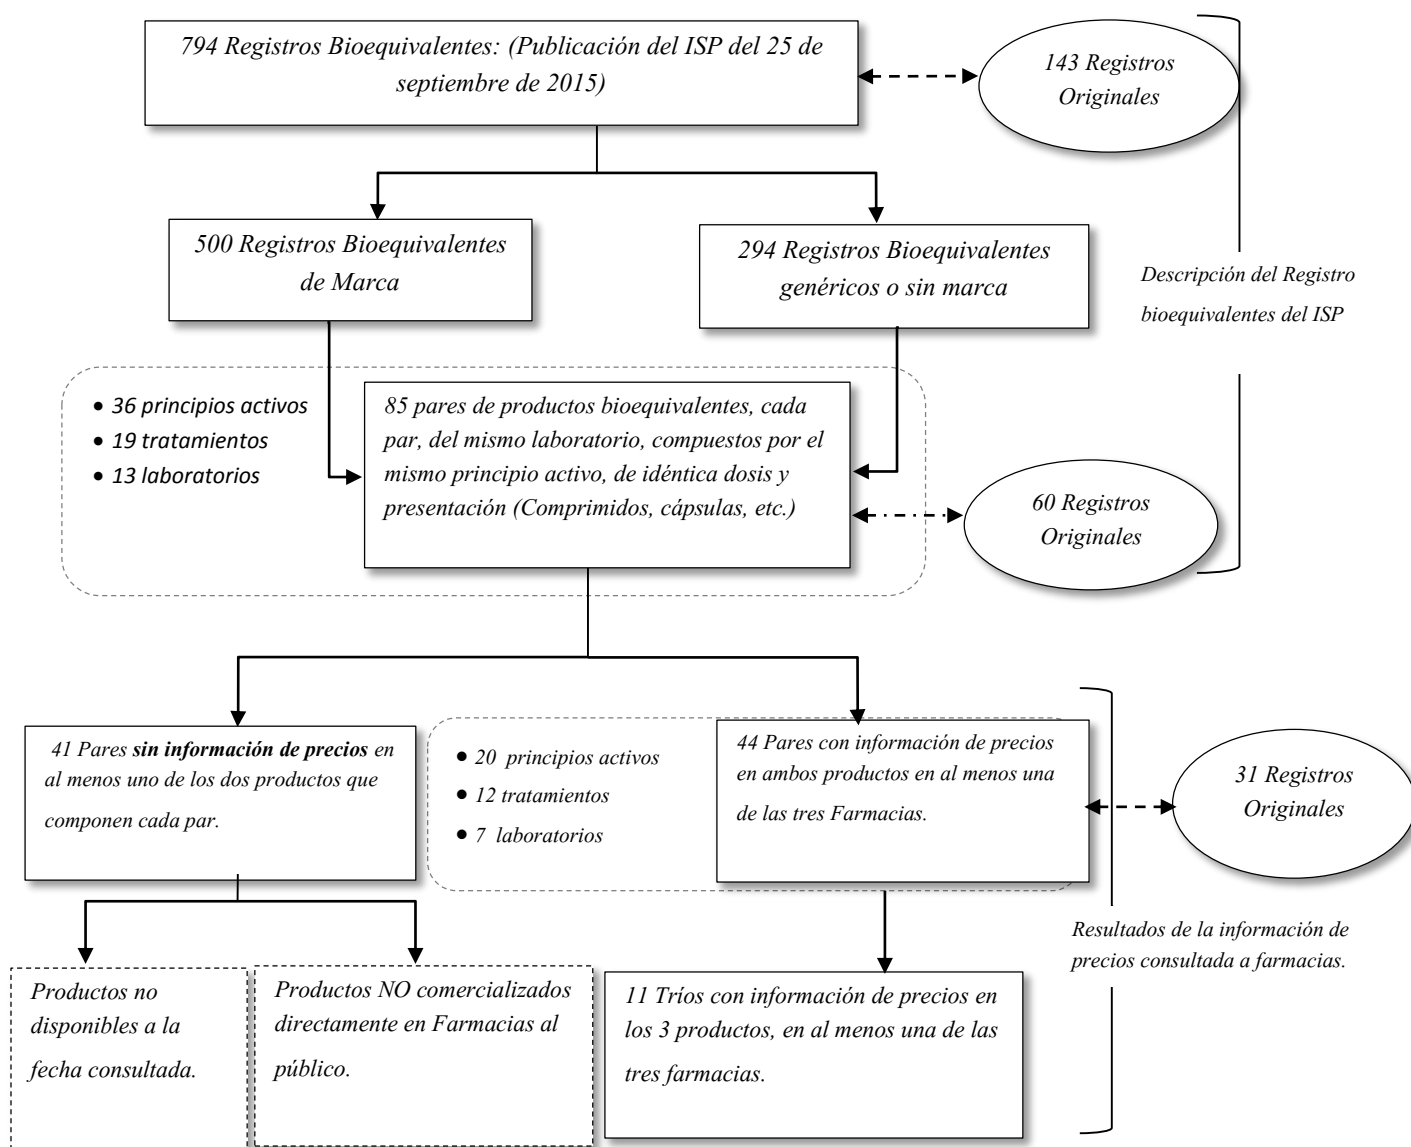 794 Registros Bioequivalentes: (Publicación del ISP del 25 de
septiembre de 2015)
143 Registros
Originales
500 Registros Bioequivalentes
de Marca
294 Registros Bioequivalentes
genéricos o sin marca
Descripción del Registro
bioequivalentes del ISP
• 36 principios activos
• 19 tratamientos
• 13 laboratorios
85 pares de productos bioequivalentes, cada
par, del mismo laboratorio, compuestos por el
mismo principio activo, de idéntica dosis y
presentación (Comprimidos, cápsulas, etc.)
60 Registros
Originales
41 Pares sin información de precios en
al menos uno de los dos productos que
componen cada par.
• 20 principios activos
• 12 tratamientos
• 7 laboratorios
44 Pares con información de precios
en ambos productos en al menos una
de las tres Farmacias.
31 Registros
Originales
Resultados de la información de
precios consultada a farmacias.
Productos no
disponibles a la
fecha consultada.
Productos NO comercializados
directamente en Farmacias al
público.
11 Tríos con información de precios en
los 3 productos, en al menos una de las
tres farmacias.